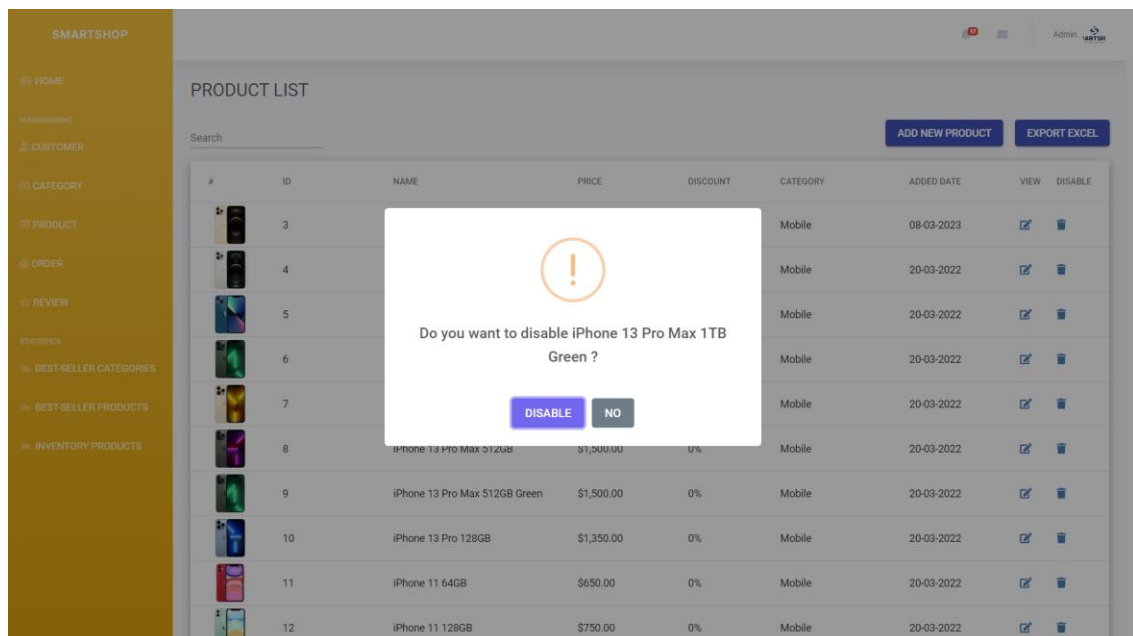 SMARTSHOP
17
Admin
HOME
PRODUCT LIST
MANAGEMENT
Search
ADD NEW PRODUCT
EXPORT EXCEL
CUSTOMER
# ID NAME PRICE DISCOUNT CATEGORY ADDED DATE VIEW DISABLE
CATEGORY
PRODUCT
3 Mobile 08-03-2023
ORDER
4 Mobile 20-03-2022
REVIEW
5 Mobile 20-03-2022
STATISTICS
Do you want to disable iPhone 13 Pro Max 1TB
Green ?
6 Mobile 20-03-2022
BEST-SELLER CATEGORIES
7 Mobile 20-03-2022
BEST-SELLER PRODUCTS
DISABLE NO
INVENTORY PRODUCTS
8 iPhone 13 Pro Max 512GB $1,500.00 0% Mobile 20-03-2022
9 iPhone 13 Pro Max 512GB Green $1,500.00 0% Mobile 20-03-2022
10 iPhone 13 Pro 128GB $1,350.00 0% Mobile 20-03-2022
11 iPhone 11 64GB $650.00 0% Mobile 20-03-2022
12 iPhone 11 128GB $750.00 0% Mobile 20-03-2022